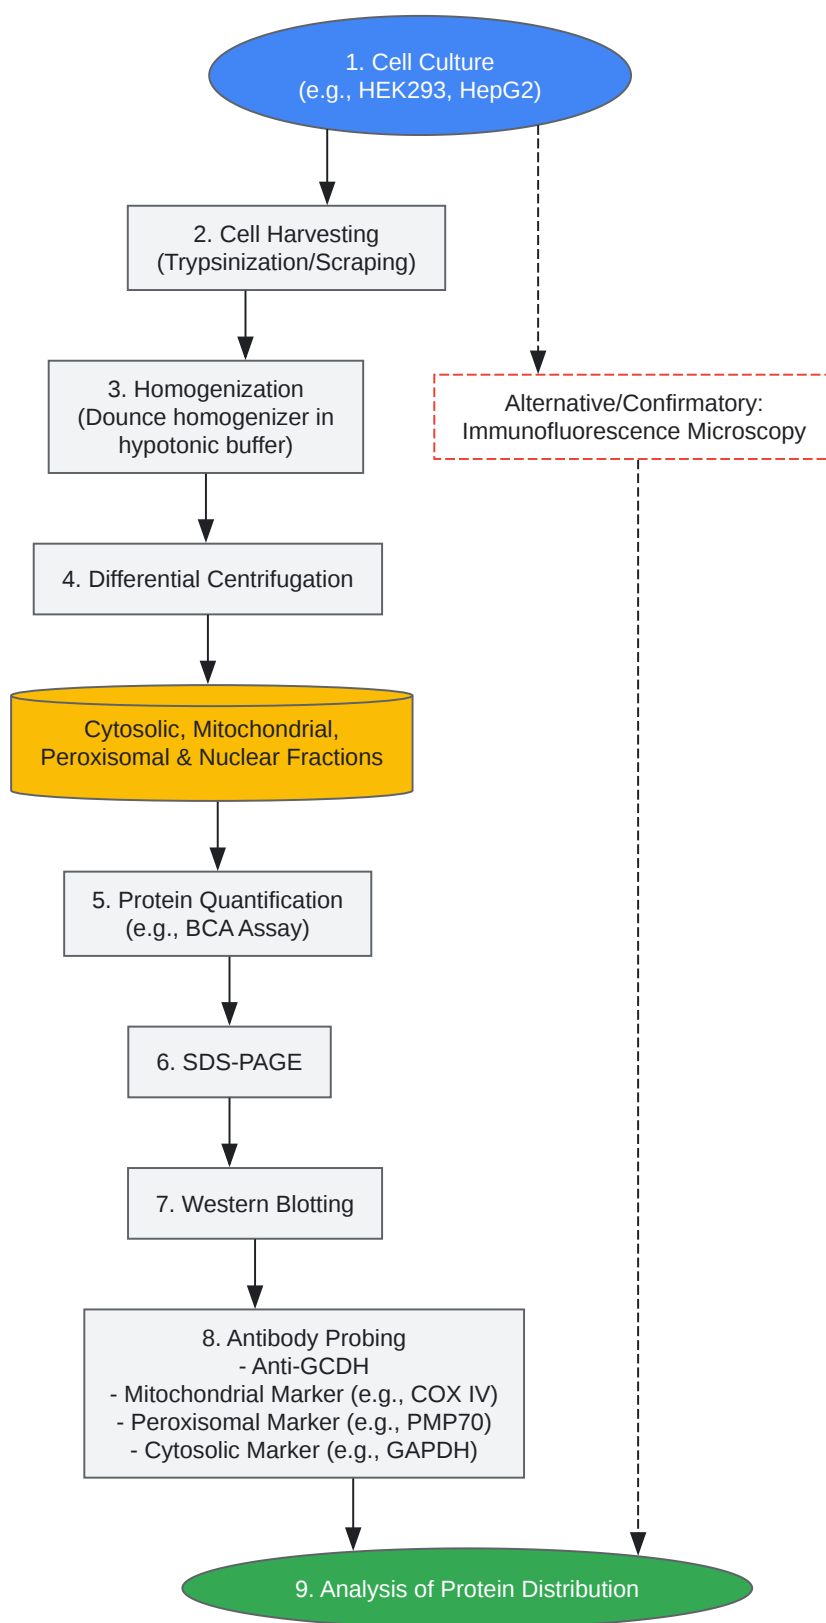 1. Cell Culture
(e.g., HEK293, HepG2)
2. Cell Harvesting
(Trypsinization/Scraping)
3. Homogenization
(Dounce homogenizer in
hypotonic buffer)
Alternative/Confirmatory:
Immunofluorescence Microscopy
4. Differential Centrifugation
Cytosolic, Mitochondrial,
Peroxisomal & Nuclear Fractions
5. Protein Quantification
(e.g., BCA Assay)
6. SDS-PAGE
7. Western Blotting
8. Antibody Probing
- Anti-GCDH
- Mitochondrial Marker (e.g., COX IV)
- Peroxisomal Marker (e.g., PMP70)
- Cytosolic Marker (e.g., GAPDH)
9. Analysis of Protein Distribution